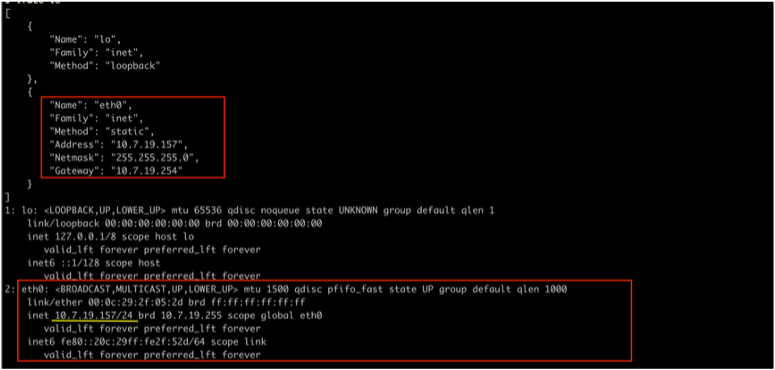 [
{
"Name": "lo",
"Family": "inet",
"Method": "loopback"
},
{
"Name": "eth0",
"Family": "inet",
"Method": "static",
"Address": "10.7.19.157",
"Netmask": "255.255.255.0",
"Gateway": "10.7.19.254"
}
]
1: lo: <LOOPBACK,UP,LOWER_UP> mtu 65536 qdisc noqueue state UNKNOWN group default qlen 1
link/loopback 00:00:00:00:00:00 brd 00:00:00:00:00:00
inet 127.0.0.1/8 scope host lo
valid_lft forever preferred_lft forever
inet6 ::1/128 scope host
valid_lft forever preferred_lft forever
2: eth0: <BROADCAST,MULTICAST,UP,LOWER_UP> mtu 1500 qdisc pfifo_fast state UP group default qlen 1000
link/ether 00:0c:29:2f:05:2d brd ff:ff:ff:ff:ff:ff
inet 10.7.19.157/24 brd 10.7.19.255 scope global eth0
valid_lft forever preferred_lft forever
inet6 fe80::20c:29ff:fe2f:52d/64 scope link
valid_lft forever preferred_lft forever